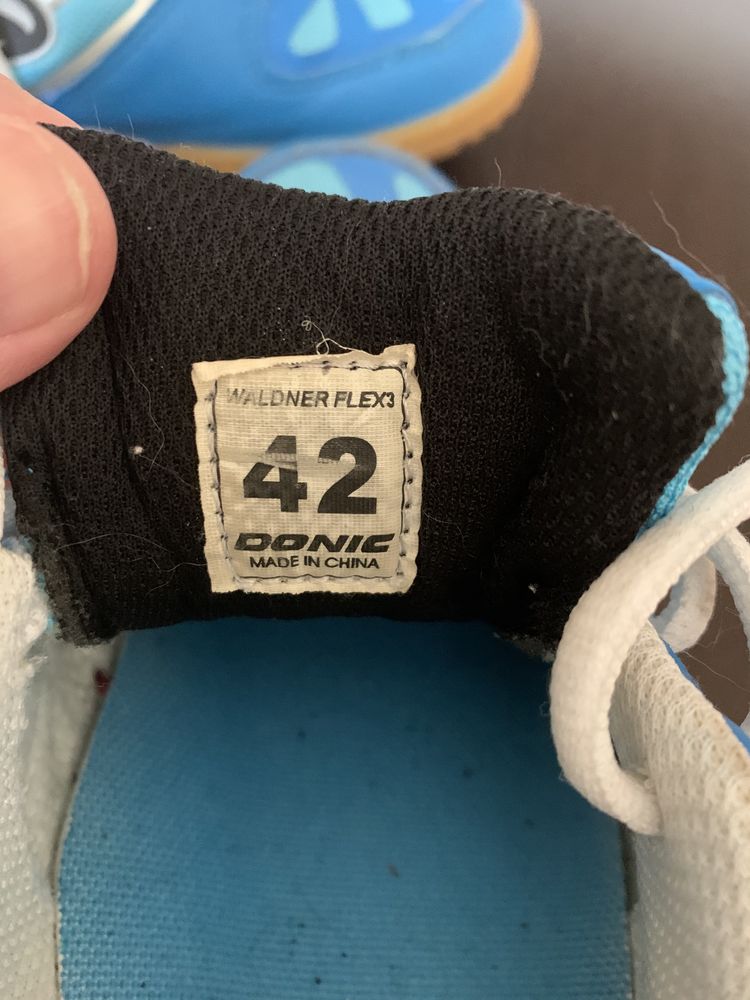 WALDNER FLEX3
42
DONIC
MADE IN CHINA